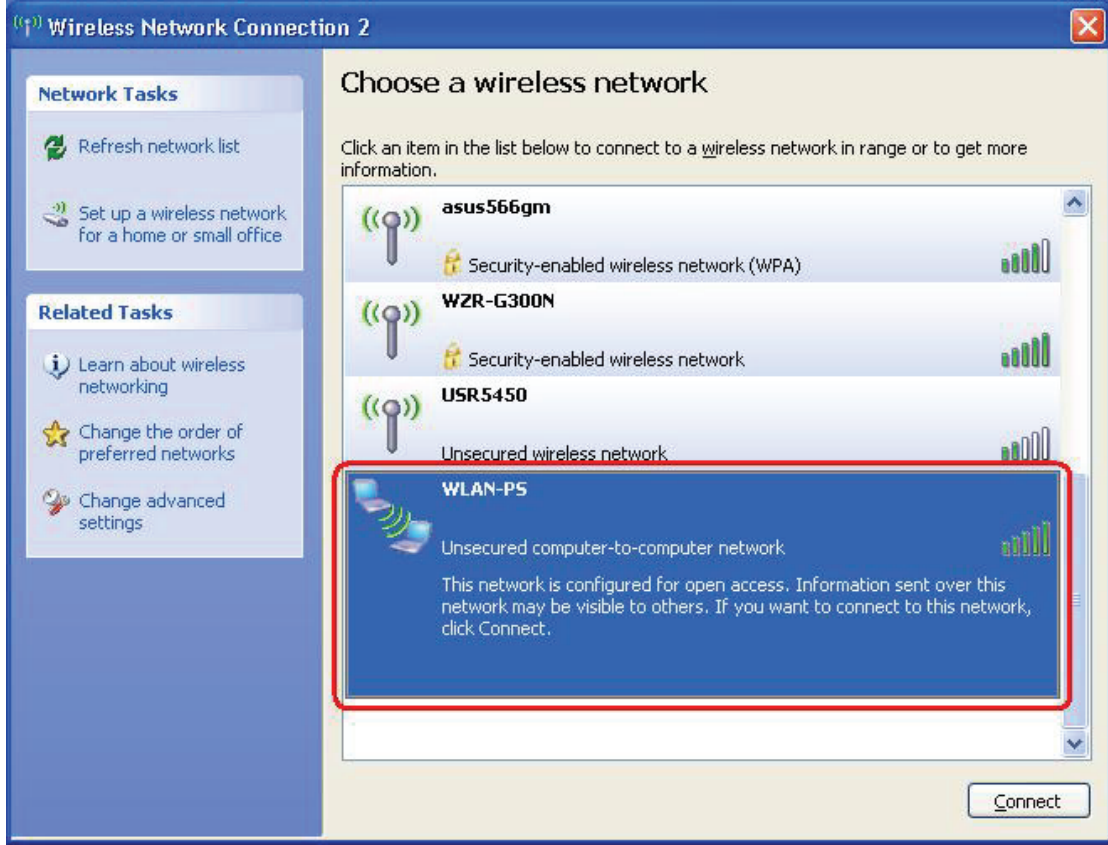 Wireless Network Connection 2
Network Tasks
Refresh network list
Set up a wireless network
for a home or small office
Related Tasks
Learn about wireless
networking
Change the order of
preferred networks
Change advanced
settings
Choose a wireless network
Click an item in the list below to connect to a wireless network in range or to get more
information.
asus566gm
Security-enabled wireless network (WPA)
WZR-G300N
Security-enabled wireless network
USR5450
Unsecured wireless network
WLAN-PS
Unsecured computer-to-computer network
This network is configured for open access. Information sent over this
network may be visible to others. If you want to connect to this network,
click Connect.
Connect